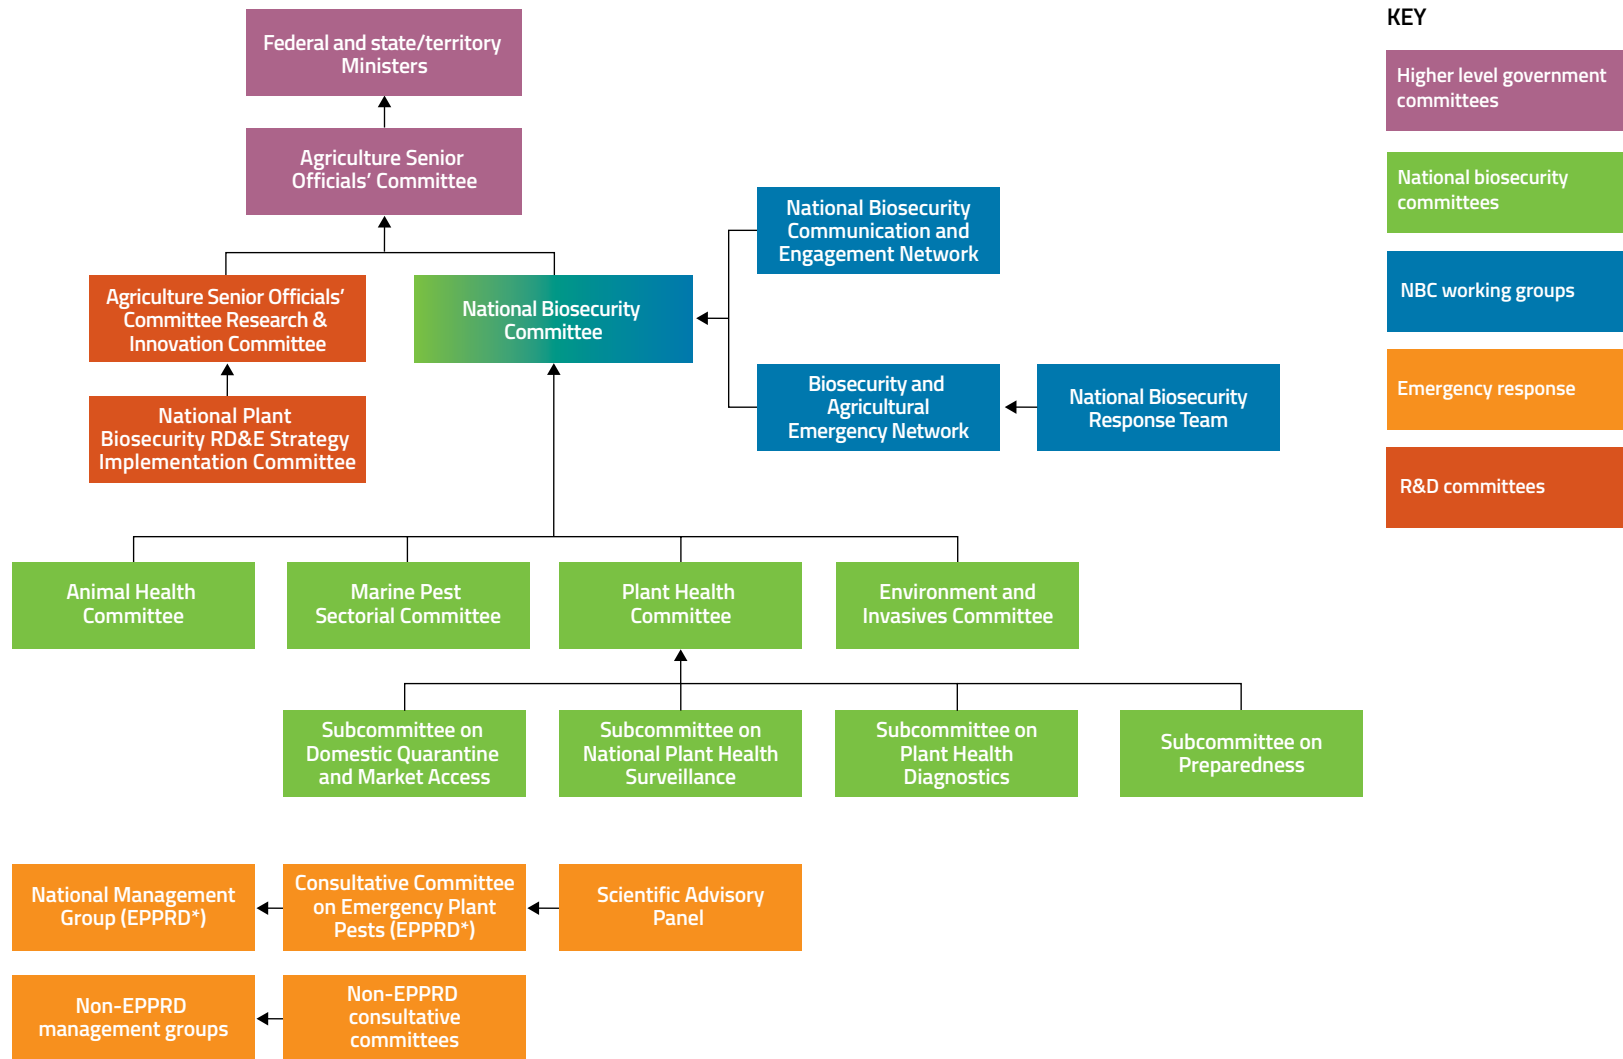 KEY
Federal and state/territory
Ministers
Higher level government
committees
Agriculture Senior
Officials’ Committee
National biosecurity
committees
National Biosecurity
Communication and
Engagement Network
Agriculture Senior Officials’
Committee Research &
Innovation Committee
National Biosecurity
Committee
NBC working groups
Biosecurity and
Agricultural
Emergency Network
National Biosecurity
Response Team
Emergency response
National Plant
Biosecurity RD&E Strategy
Implementation Committee
R&D committees
Animal Health
Committee
Marine Pest
Sectorial Committee
Plant Health
Committee
Environment and
Invasives Committee
Subcommittee on
Domestic Quarantine
and Market Access
Subcommittee on
National Plant Health
Surveillance
Subcommittee on
Plant Health
Diagnostics
Subcommittee on
Preparedness
National Management
Group (EPPRD*)
Consultative Committee
on Emergency Plant
Pests (EPPRD*)
Scientific Advisory
Panel
Non-EPPRD
management groups
Non-EPPRD
consultative
committees